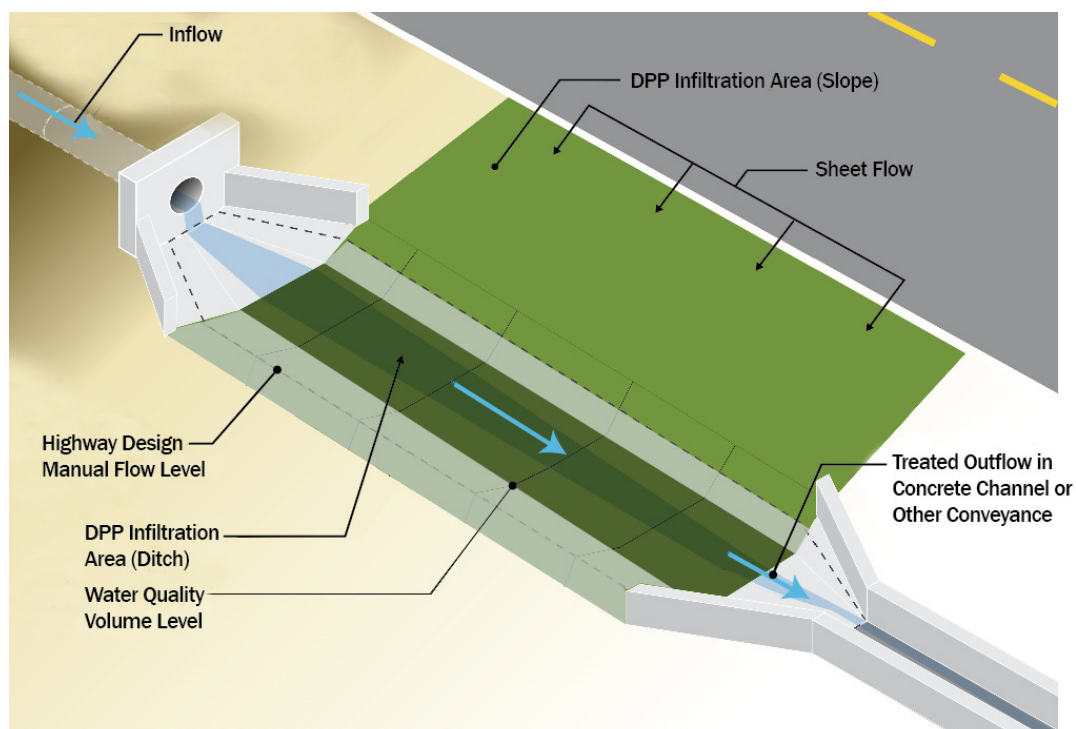 Inflow
DPP Infiltration Area (Slope)
Sheet Flow
Highway Design
Manual Flow Level
Treated Outflow in
Concrete Channel or
Other Conveyance
DPP Infiltration
Area (Ditch)
Water Quality
Volume Level